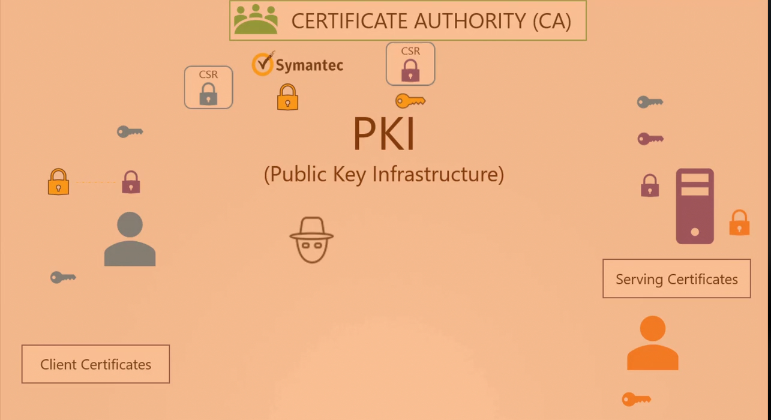 CERTIFICATE AUTHORITY (CA)
CSR
Symantec
CSR
PKI
(Public Key Infrastructure)
Serving Certificates
Client Certificates